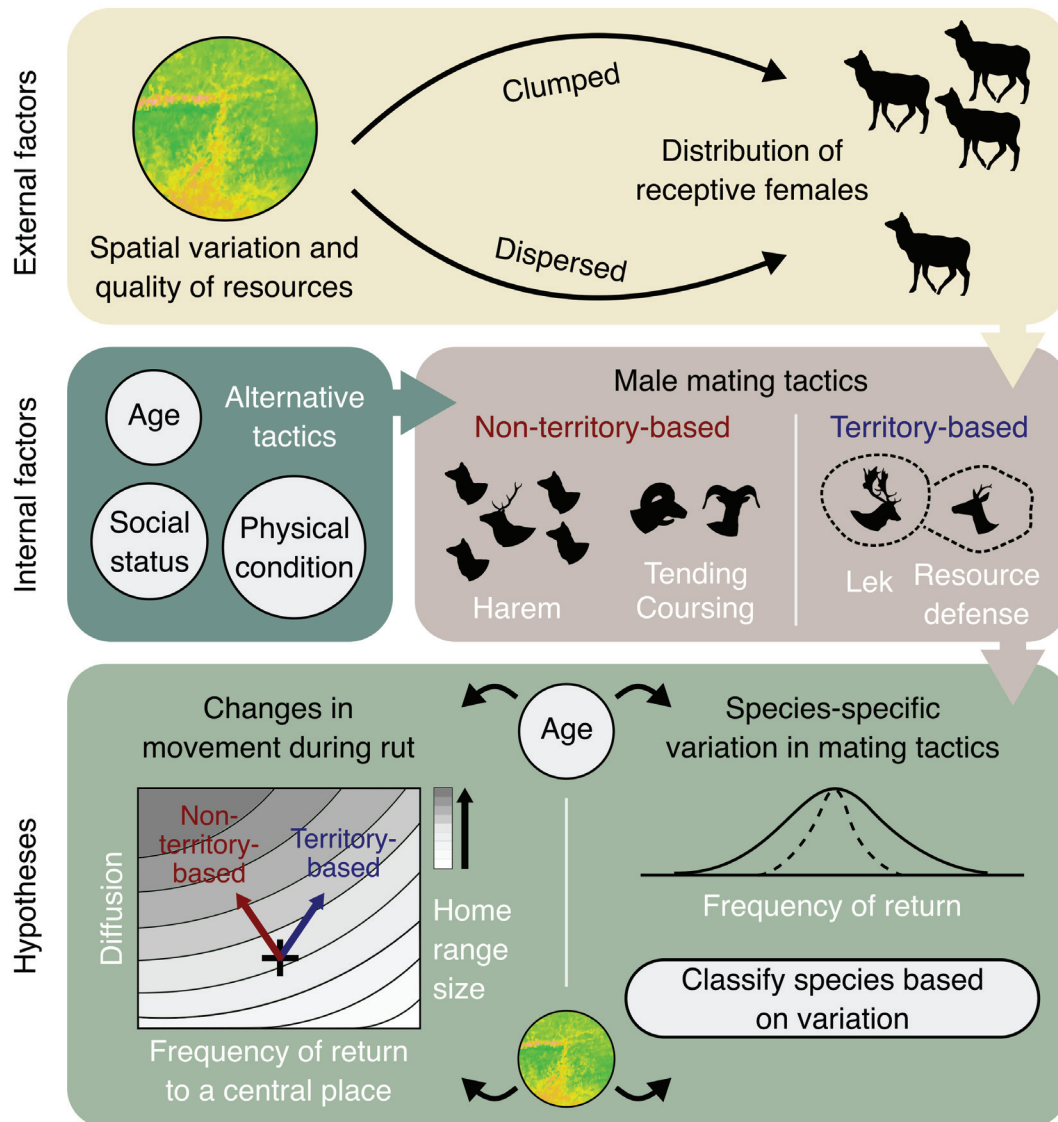 External factors
Clumped
Distribution of
receptive females
Dispersed
Spatial variation and
quality of resources
Internal factors
Age
Alternative
tactics
Social
status
Physical
condition
Male mating tactics
Non-territory-based
Territory-based
Harem
Tending
Coursing
Lek
Resource
defense
Hypotheses
Changes in
movement during rut
Age
Species-specific
variation in mating tactics
Non-
territory-
based
Territory-
based
Diffusion
Home
range
size
Frequency of return
to a central place
Frequency of return
Classify species based
on variation